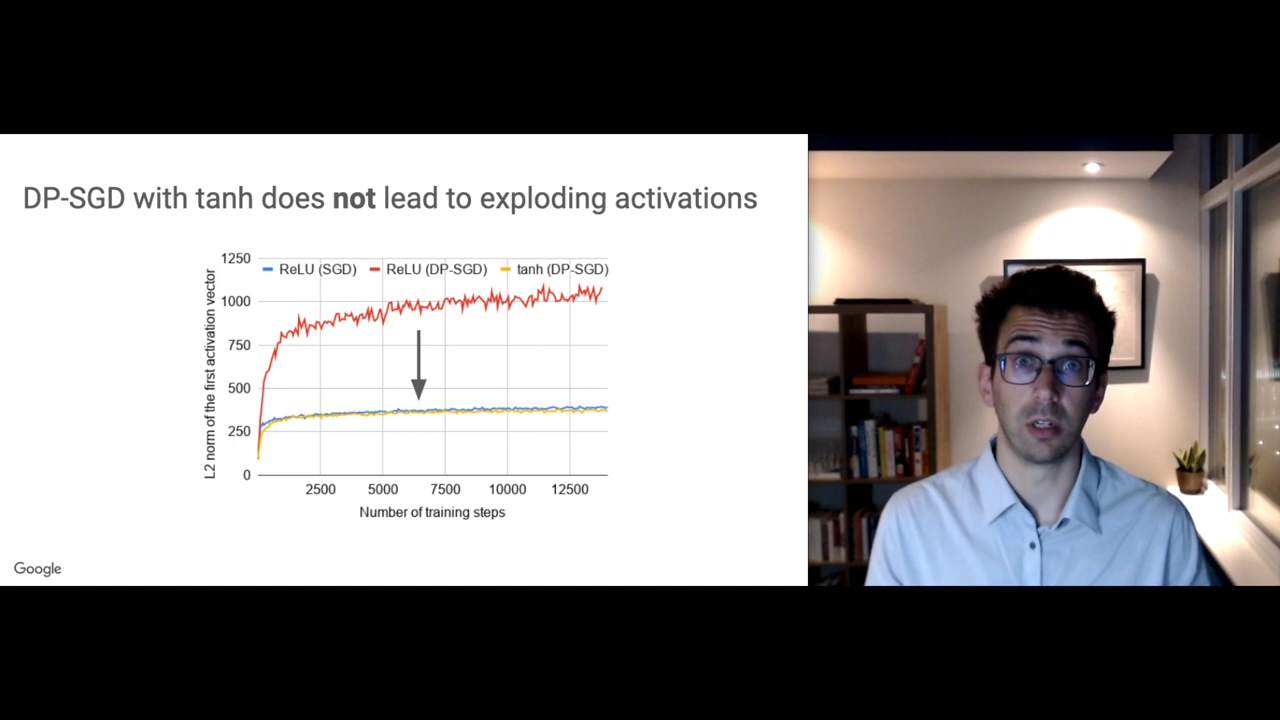 DP-SGD with tanh does not lead to exploding activations
ReLU (SGD) ReLU (DP-SGD) tanh (DP-SGD)
L2 norm of the first activation vector
1250
1000
750
500
250
0
2500 5000 7500 10000 12500
Number of training steps
Google